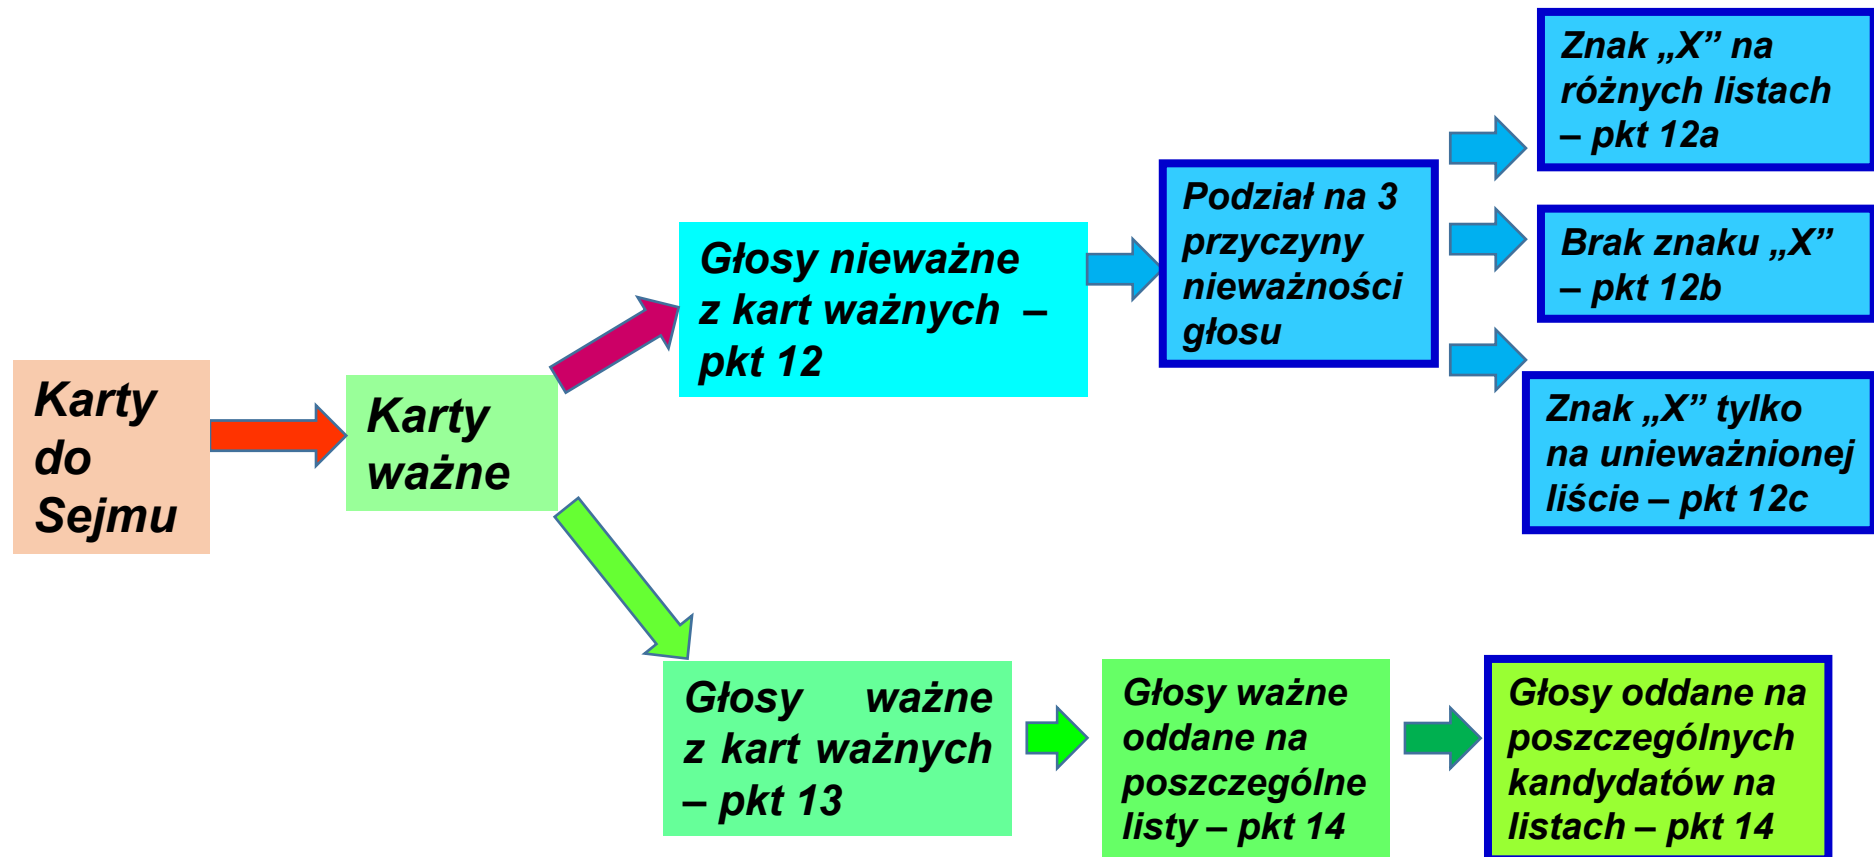 Karty
do
Sejmu
Karty
ważne
Głosy nieważne
z kart ważnych –
pkt 12
Podział na 3
przyczyny
nieważności
głosu
Znak „X” na
różnych listach
– pkt 12a
Brak znaku „X”
– pkt 12b
Znak „X” tylko
na unieważnionej
liście – pkt 12c
Głosy ważne
z kart ważnych
– pkt 13
Głosy ważne
oddane na
poszczególne
listy – pkt 14
Głosy oddane na
poszczególnych
kandydatów na
listach – pkt 14